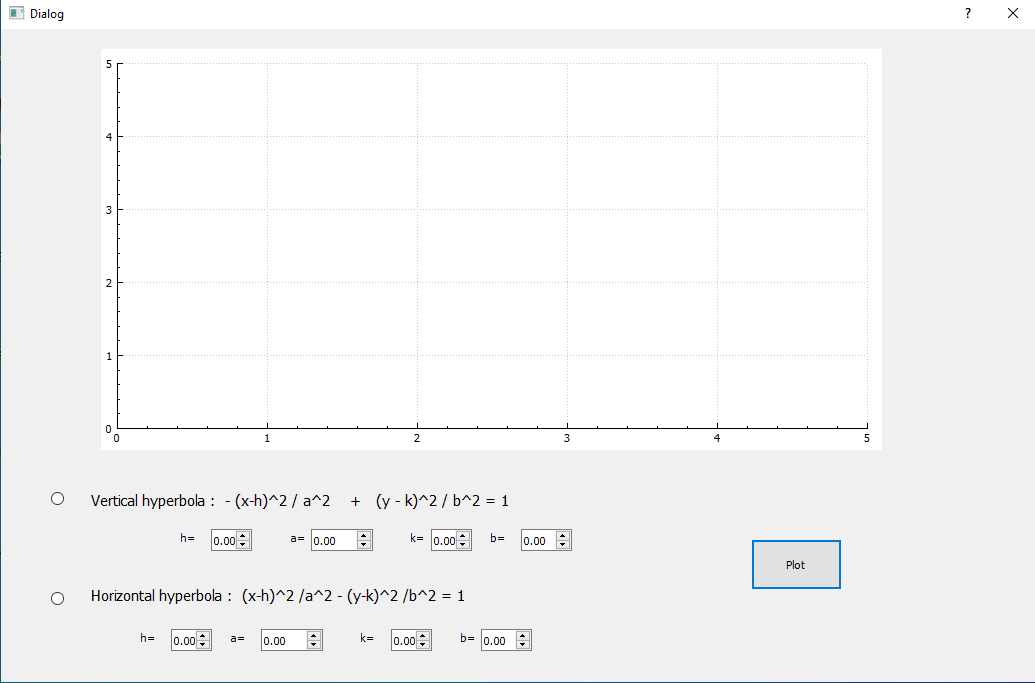 Dialog ?
5
4
3
2
1
0
0 1 2 3 4 5
Vertical hyperbola : - (x-h)^2 / a^2 + (y - k)^2 / b^2 = 1
h= 0.00 a= 0.00 k= 0.00 b= 0.00
Plot
Horizontal hyperbola : (x-h)^2 /a^2 - (y-k)^2 /b^2 = 1
h= 0.00 a= 0.00 k= 0.00 b= 0.00